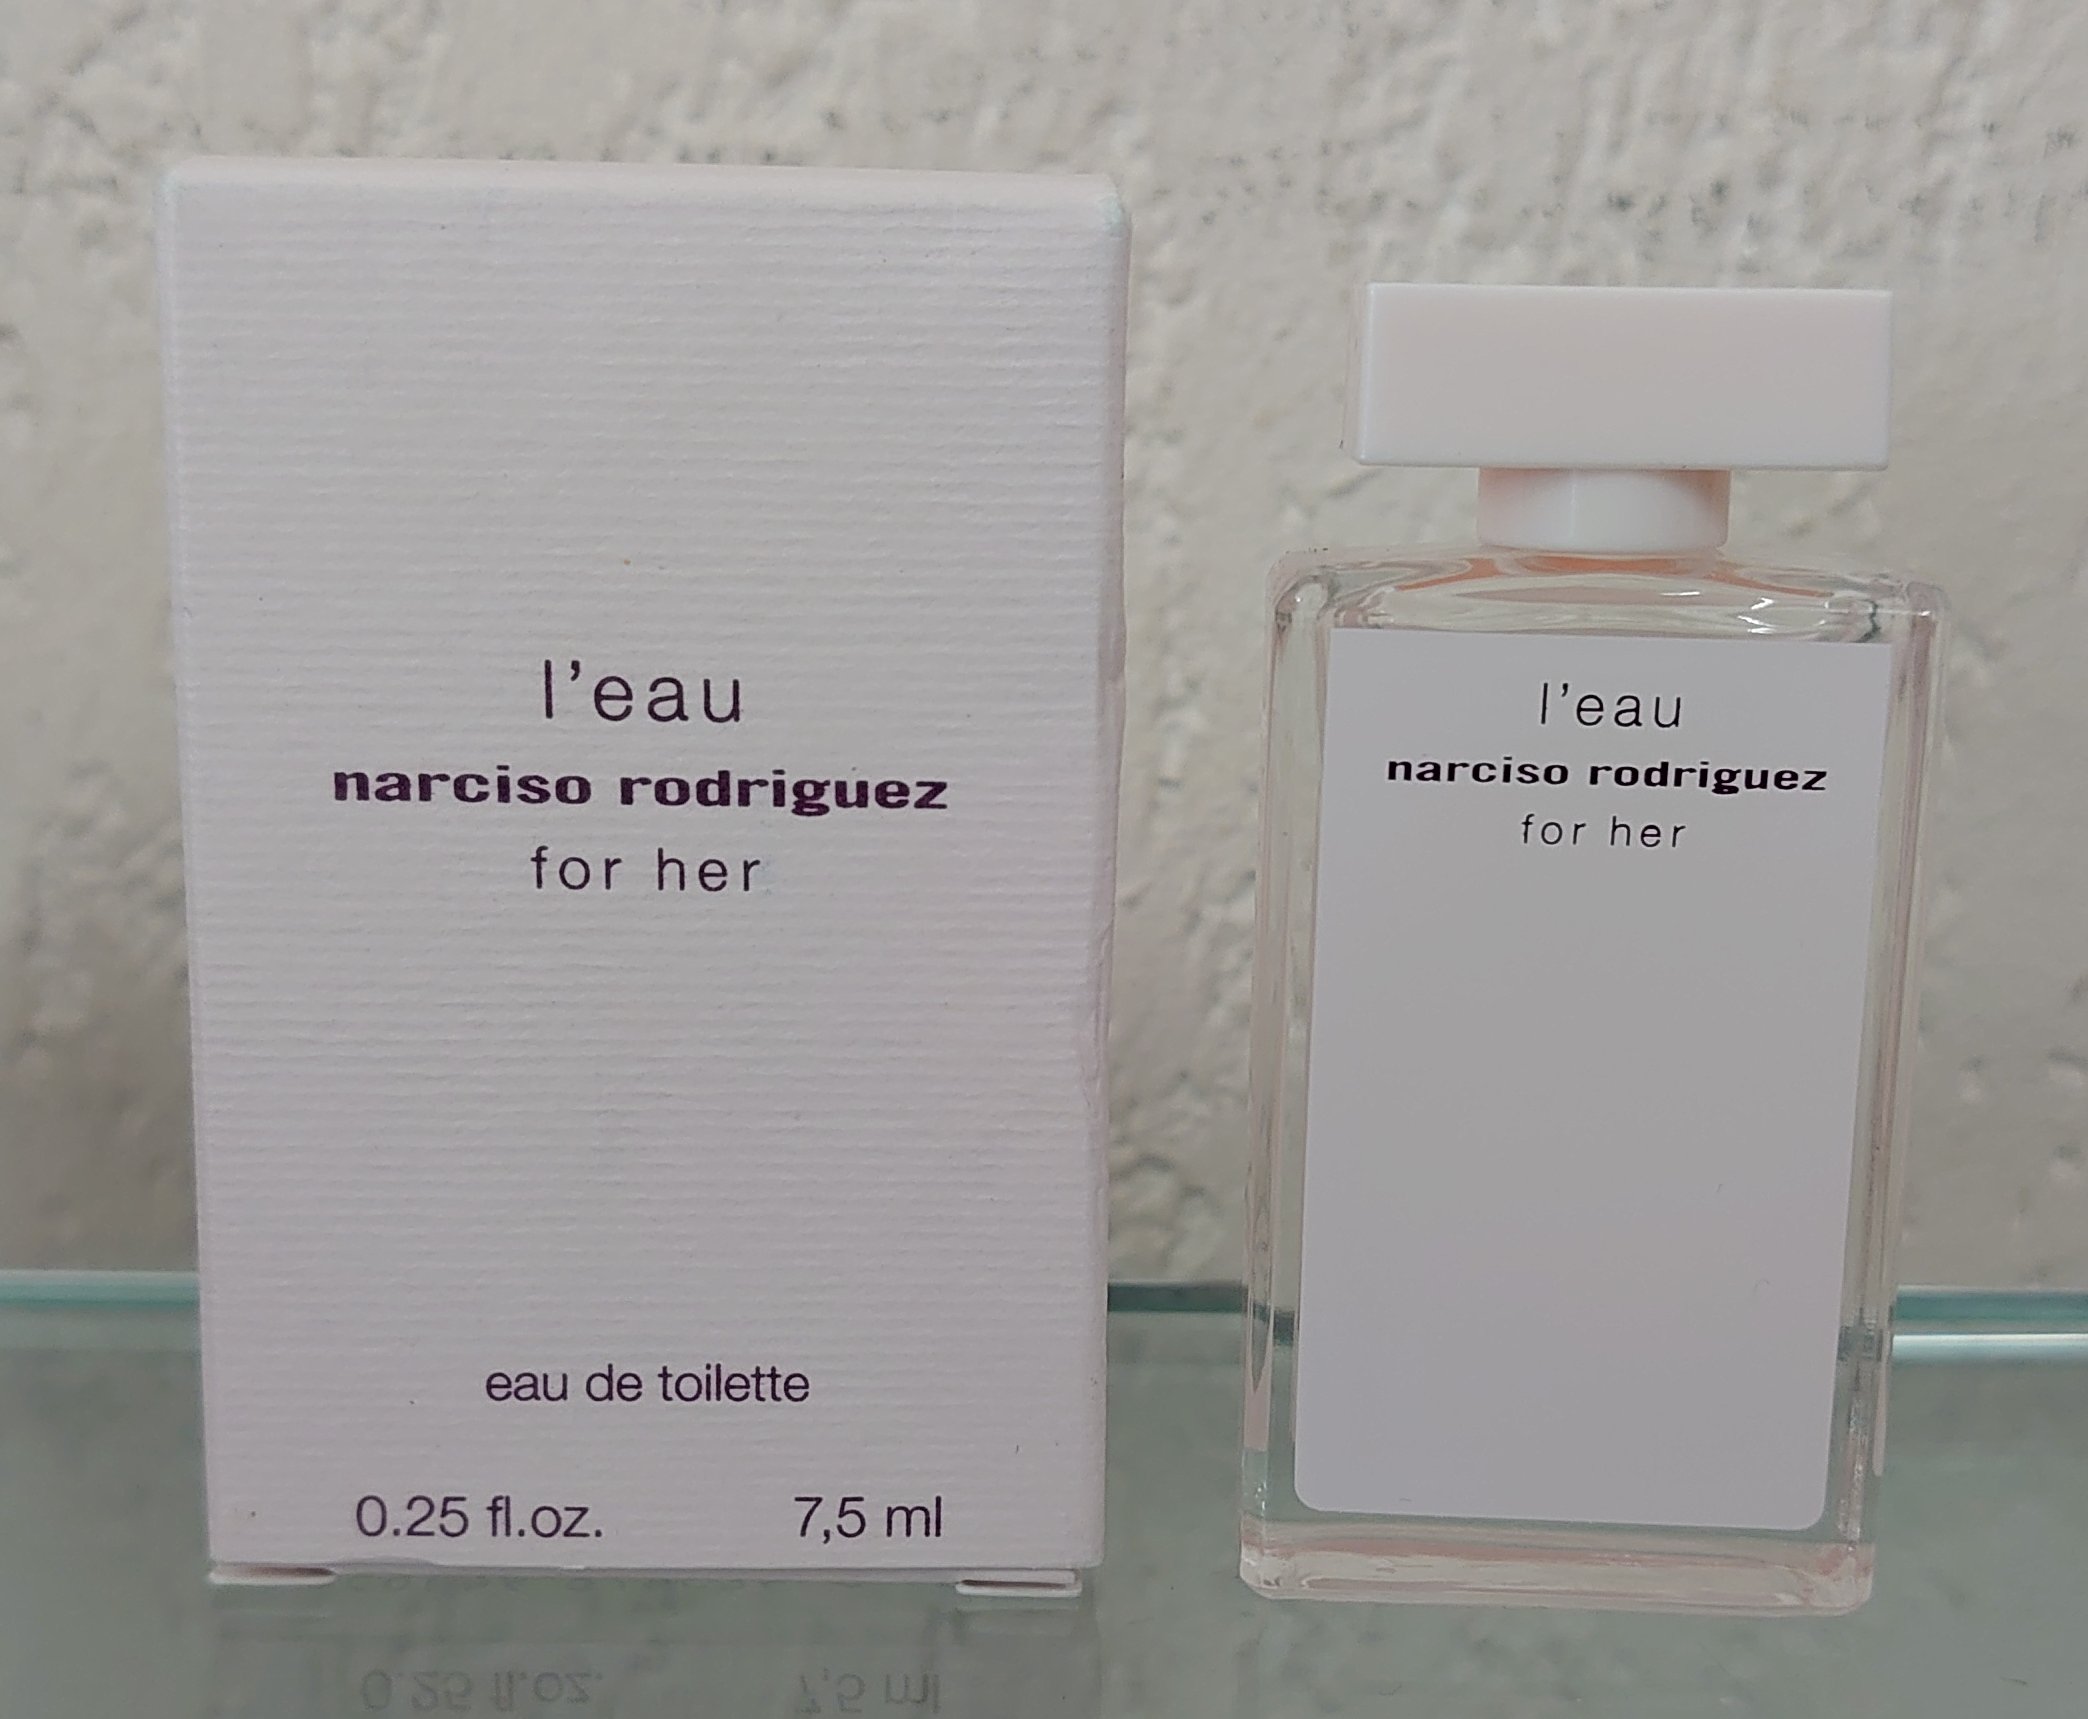 l'eau
narciso rodriguez
for her
eau de toilette
0.25 fl.oz. 7,5 ml
l'eau
narciso rodriguez
for her